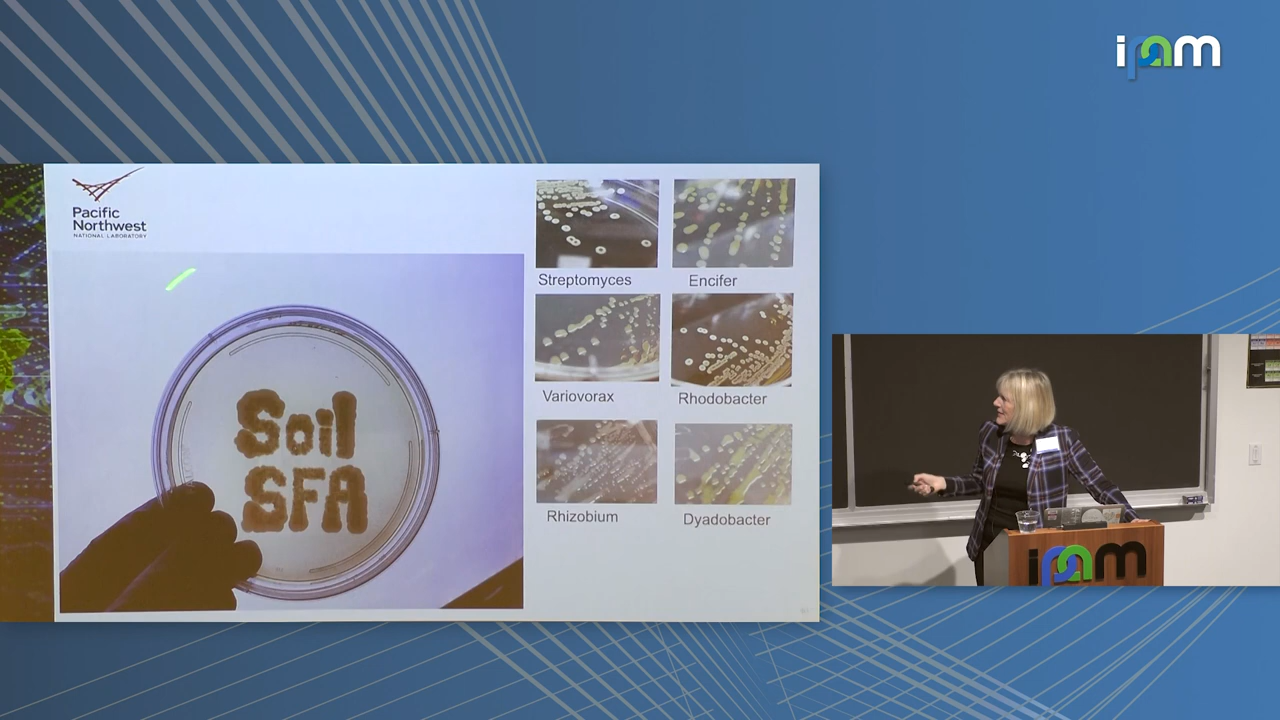 ipam
Pacific
Northwest
NATIONAL LABORATORY
Streptomyces
Encifer
Soil
SFA
Variovorax
Rhodobacter
Rhizobium
Dyadobacter
ipam